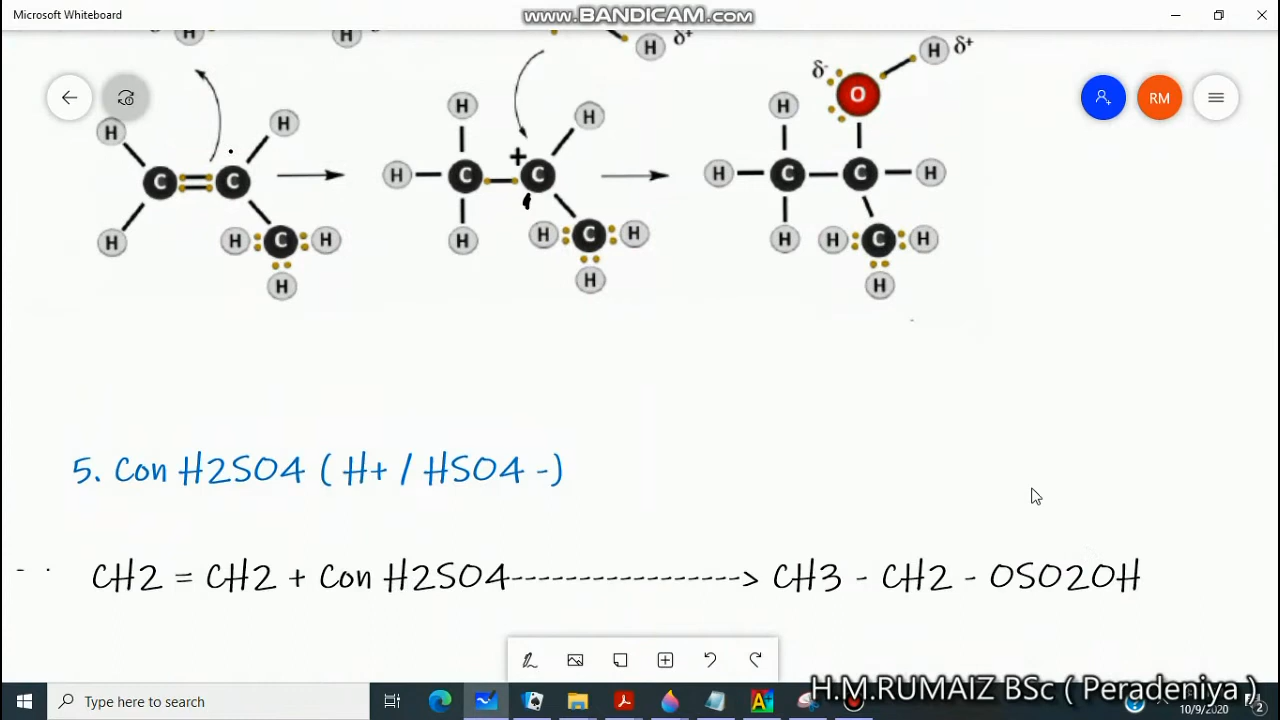 Microsoft Whiteboard
www.BANDICAM.com
H H H δ+
δ- H δ+
O
H H H H H
RM
C = C H C - C H C C H
+
H H H H H H
H C H H C H H C H
H H H
5. Con H2SO4 ( H+ / HSO4 -)
CH2 = CH2 + Con H2SO4-----------------> CH3 - CH2 - OSO2OH
H.M.RUMAIZ BSc ( Peradeniya )
Type here to search
10/9/2020
2